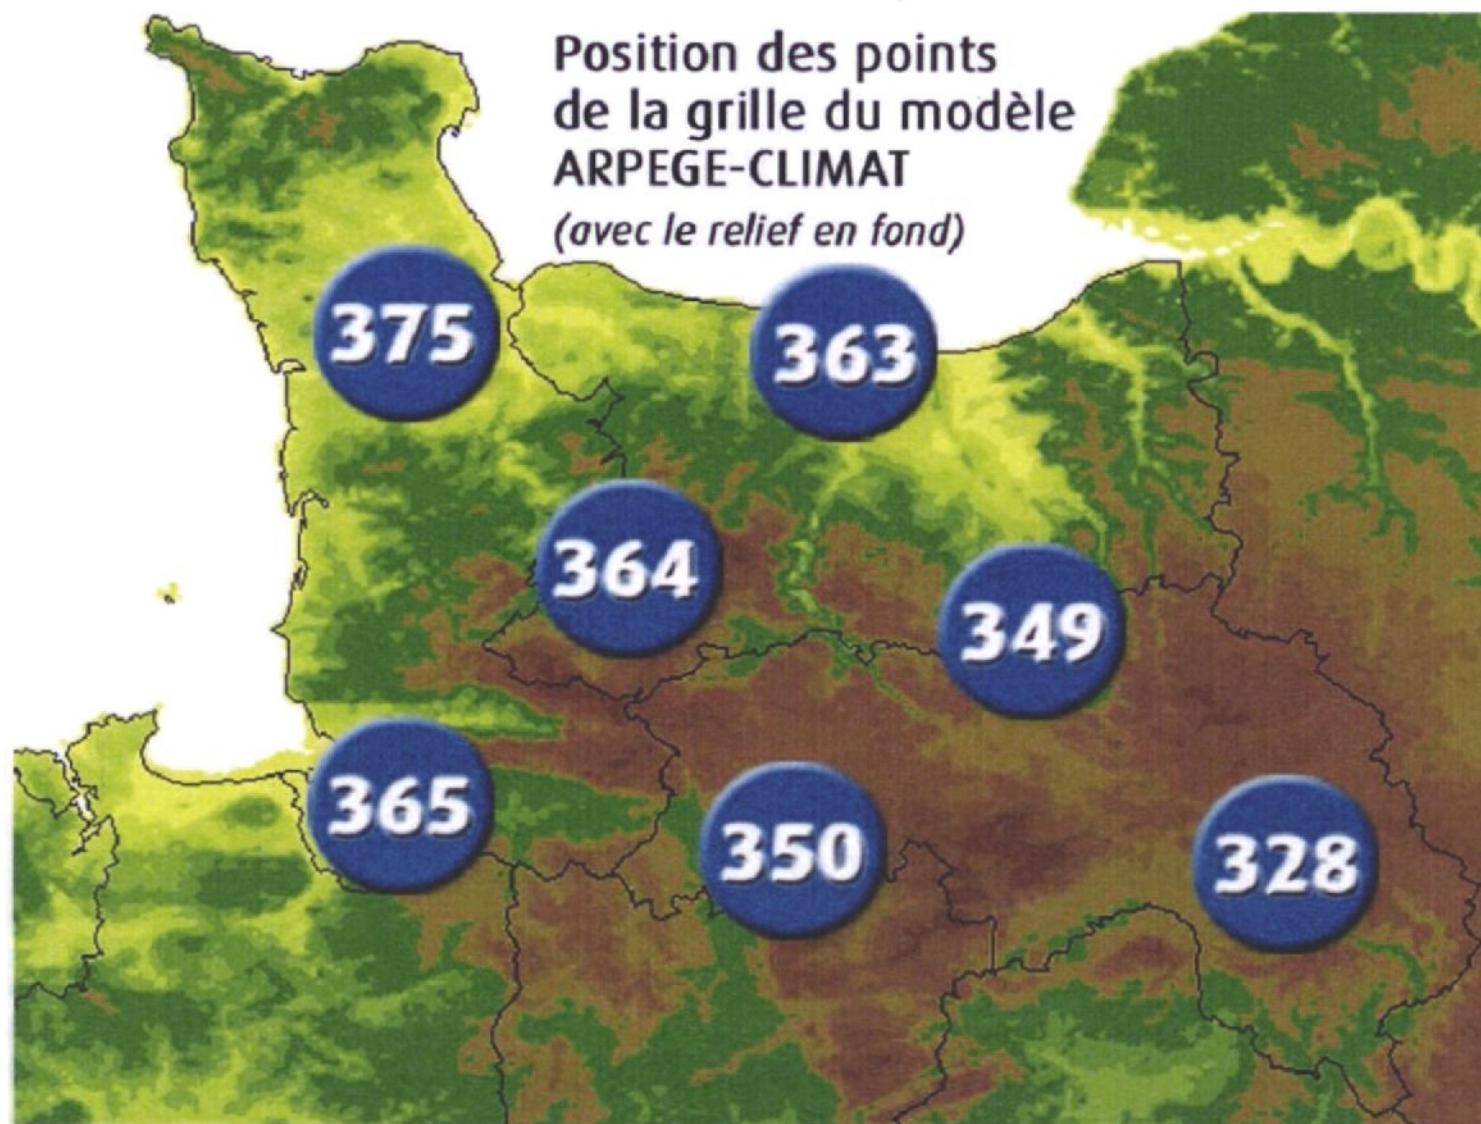 Position des points
de la grille du modèle
ARPEGE-CLIMAT
(avec le relief en fond)
375
363
364
349
365
350
328